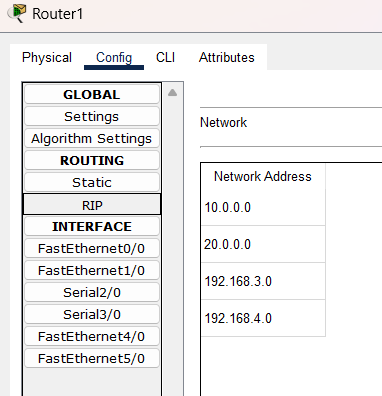 Router1
Physical Config CLI Attributes
GLOBAL
Settings
Algorithm Settings
ROUTING
Static
RIP
INTERFACE
FastEthernet0/0
FastEthernet1/0
Serial2/0
Serial3/0
FastEthernet4/0
FastEthernet5/0
Network
Network Address
10.0.0.0
20.0.0.0
192.168.3.0
192.168.4.0